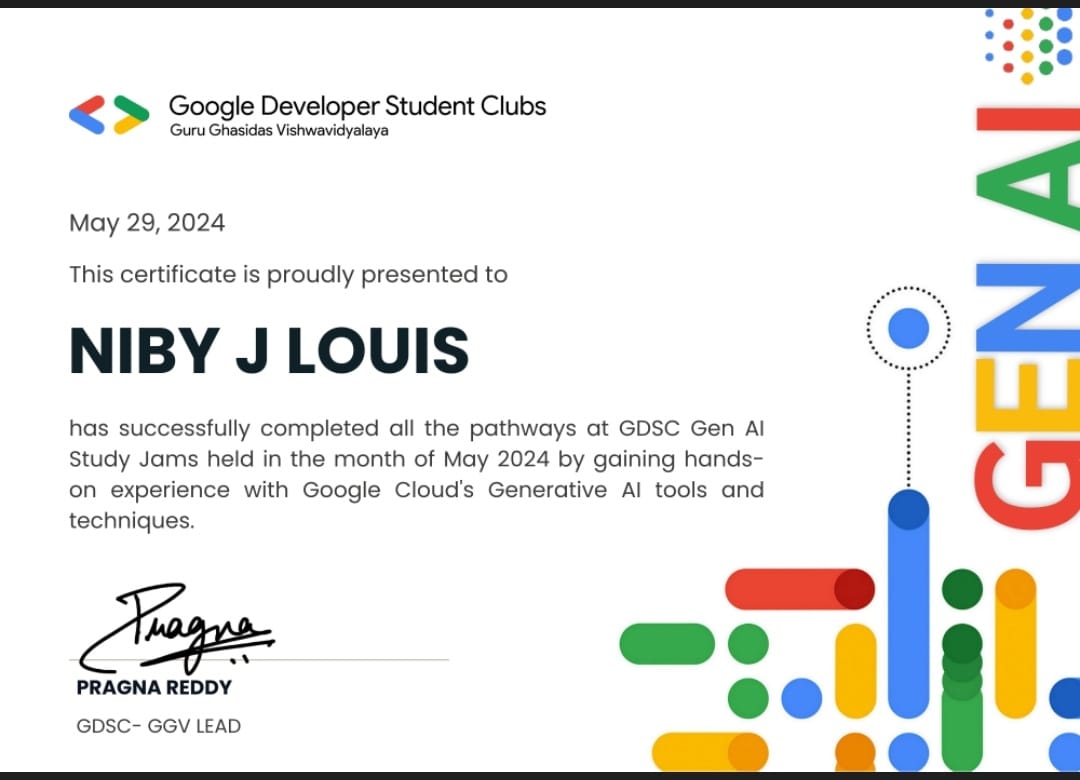 Google Developer Student Clubs
Guru Ghasidas Vishwavidyalaya
May 29, 2024
This certificate is proudly presented to
NIBY J LOUIS
has successfully completed all the pathways at GDSC Gen AI
Study Jams held in the month of May 2024 by gaining hands-
on experience with Google Cloud's Generative AI tools and
techniques.
Pragna
PRAGNA REDDY
GDSC- GGV LEAD
GEN AI